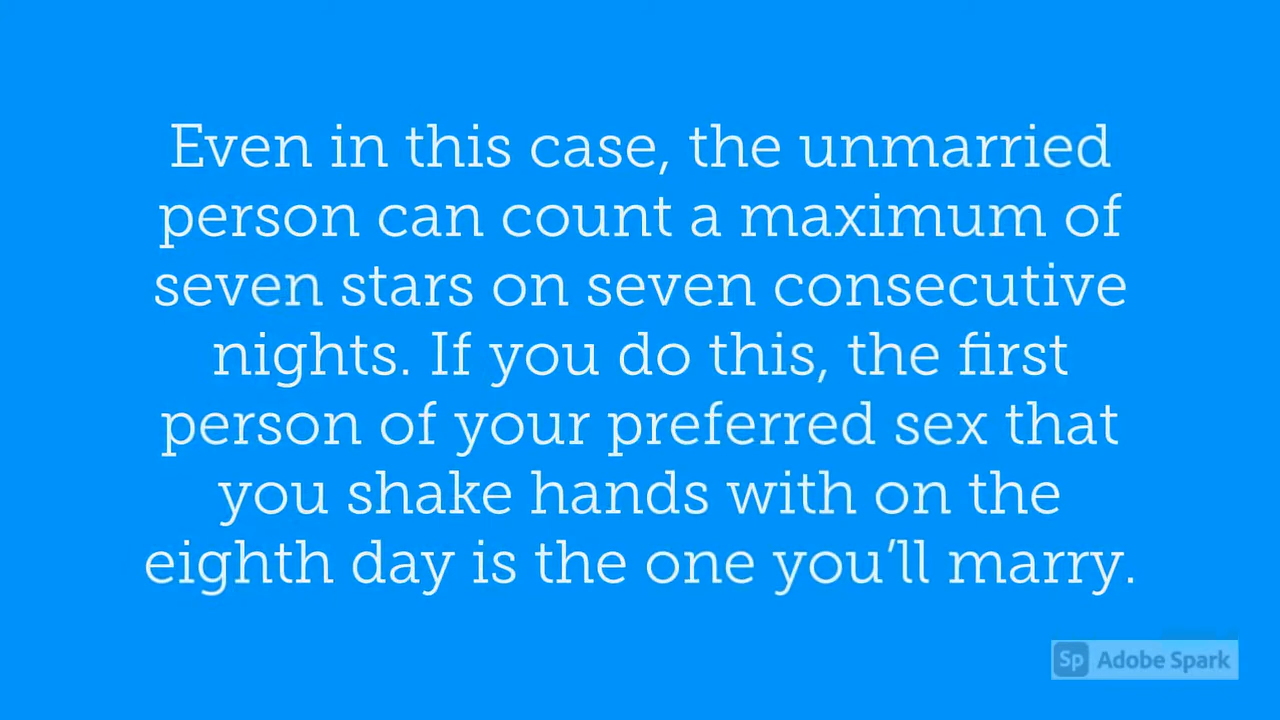 Even in this case, the unmarried
person can count a maximum of
seven stars on seven consecutive
nights. If you do this, the first
person of your preferred sex that
you shake hands with on the
eighth day is the one you’ll marry.
Sp Adobe Spark